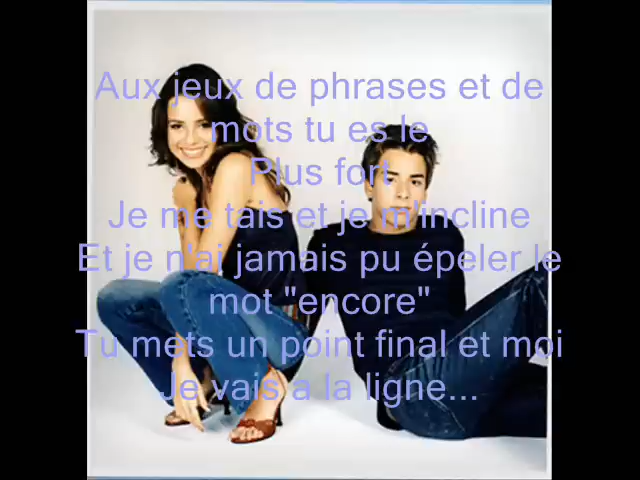 Aux jeux de phrases et de
mots tu es le
Plus fort
Je me tais et je m'incline
Et je n'ai jamais pu épeler le
mot "encore"
Tu mets un point final et moi
Je vais a la ligne...